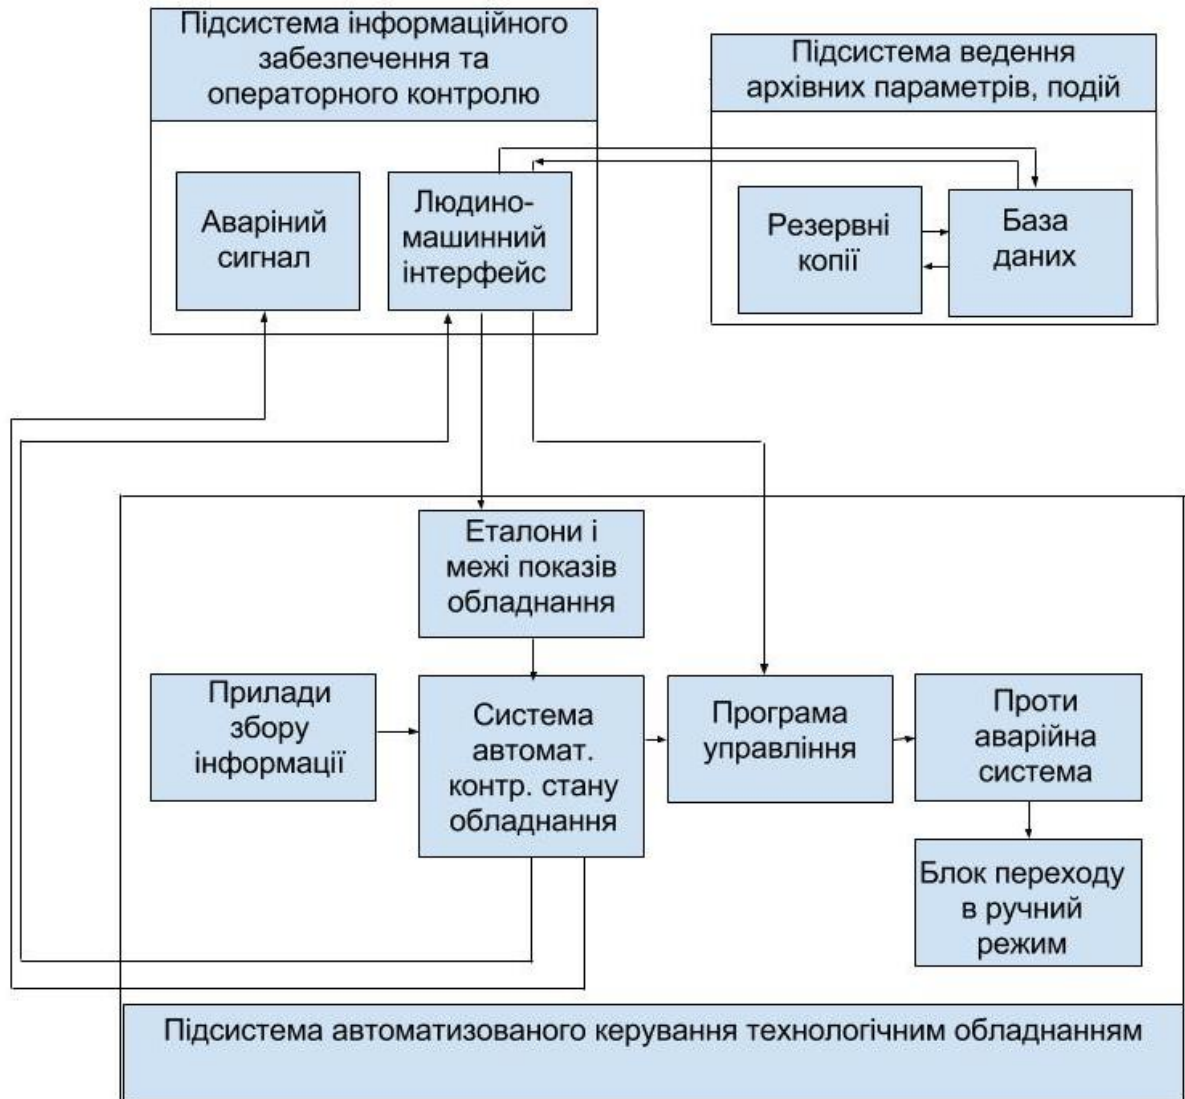 Підсистема інформаційного
забезпечення та
операторного контролю
Підсистема ведення
архівних параметрів, подій
Аваріний
сигнал
Людино-
машинний
інтерфейс
Резервні
копії
База
даних
Еталони і
межі показів
обладнання
Прилади
збору
інформації
Система
автомат.
контр. стану
обладнання
Програма
управління
Проти
аварійна
система
Блок переходу
в ручний
режим
Підсистема автоматизованого керування технологічним обладнанням